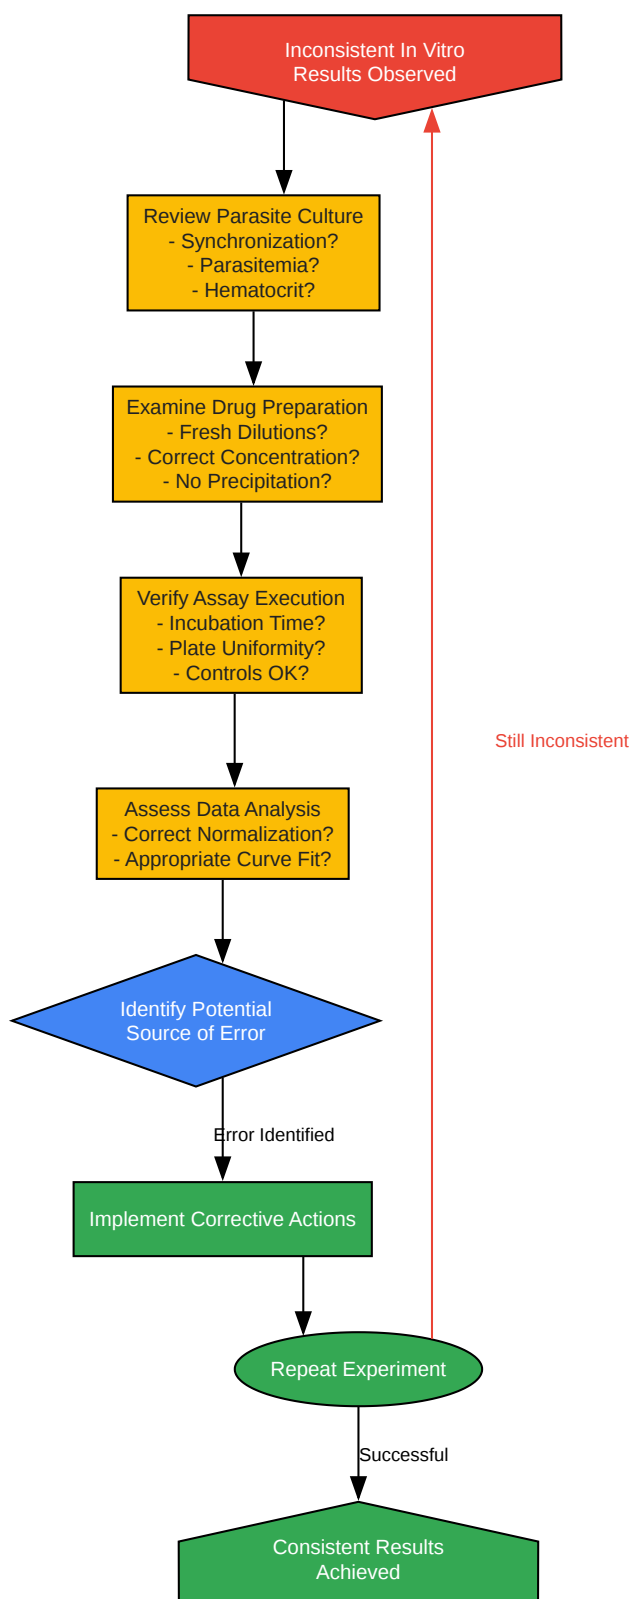 Inconsistent In Vitro
Results Observed
Review Parasite Culture
- Synchronization?
- Parasitemia?
- Hematocrit?
Examine Drug Preparation
- Fresh Dilutions?
- Correct Concentration?
- No Precipitation?
Verify Assay Execution
- Incubation Time?
- Plate Uniformity?
- Controls OK?
Still Inconsistent
Assess Data Analysis
- Correct Normalization?
- Appropriate Curve Fit?
Identify Potential
Source of Error
Error Identified
Implement Corrective Actions
Repeat Experiment
Successful
Consistent Results
Achieved